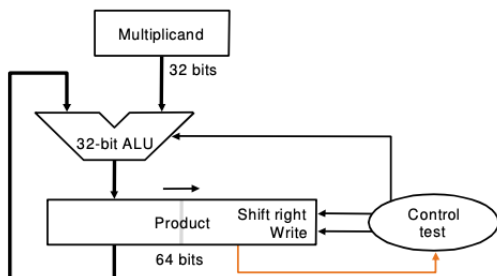 Multiplicand
32 bits
32-bit ALU
Product
Shift right
Write
Control
test
64 bits